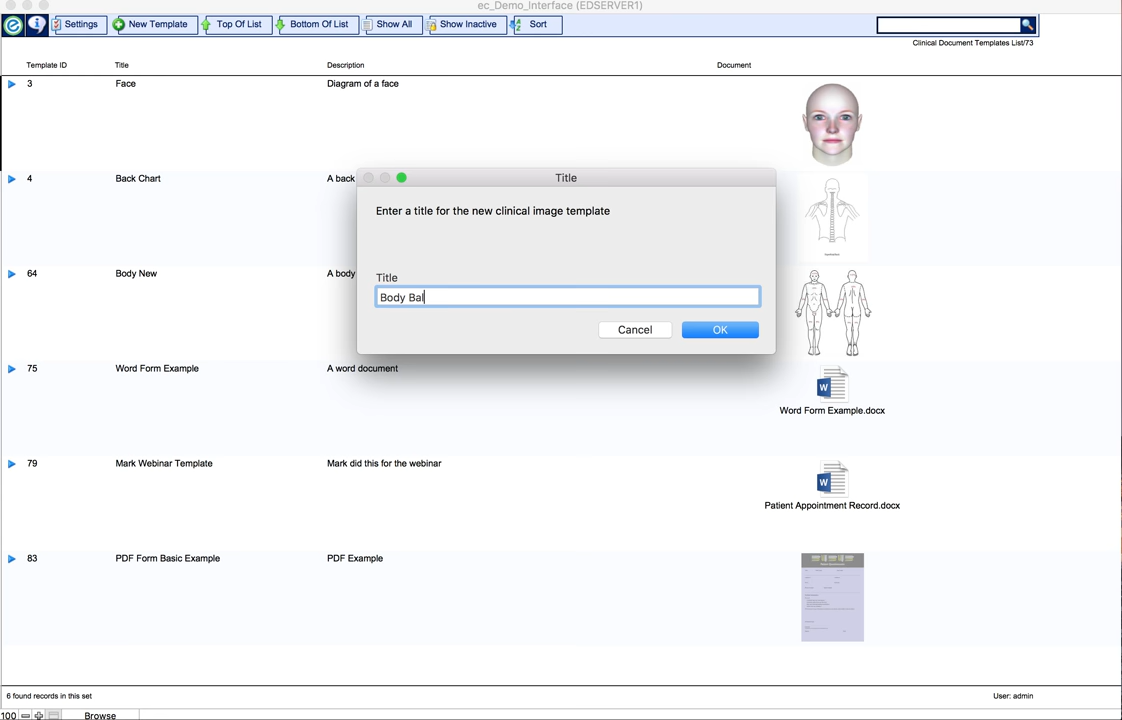 ec_Demo_Interface (EDSERVER1)
Settings New Template Top Of List Bottom Of List Show All Show Inactive Sort
Clinical Document Templates List/73
Template ID Title Description Document
3 Face Diagram of a face
Title
4 Back Chart A back
Enter a title for the new clinical image template
64 Body New A body
Title
Body Bal
Cancel OK
75 Word Form Example A word document
Word Form Example.docx
79 Mark Webinar Template Mark did this for the webinar
Patient Appointment Record.docx
83 PDF Form Basic Example PDF Example
6 found records in this set User: admin
100 Browse